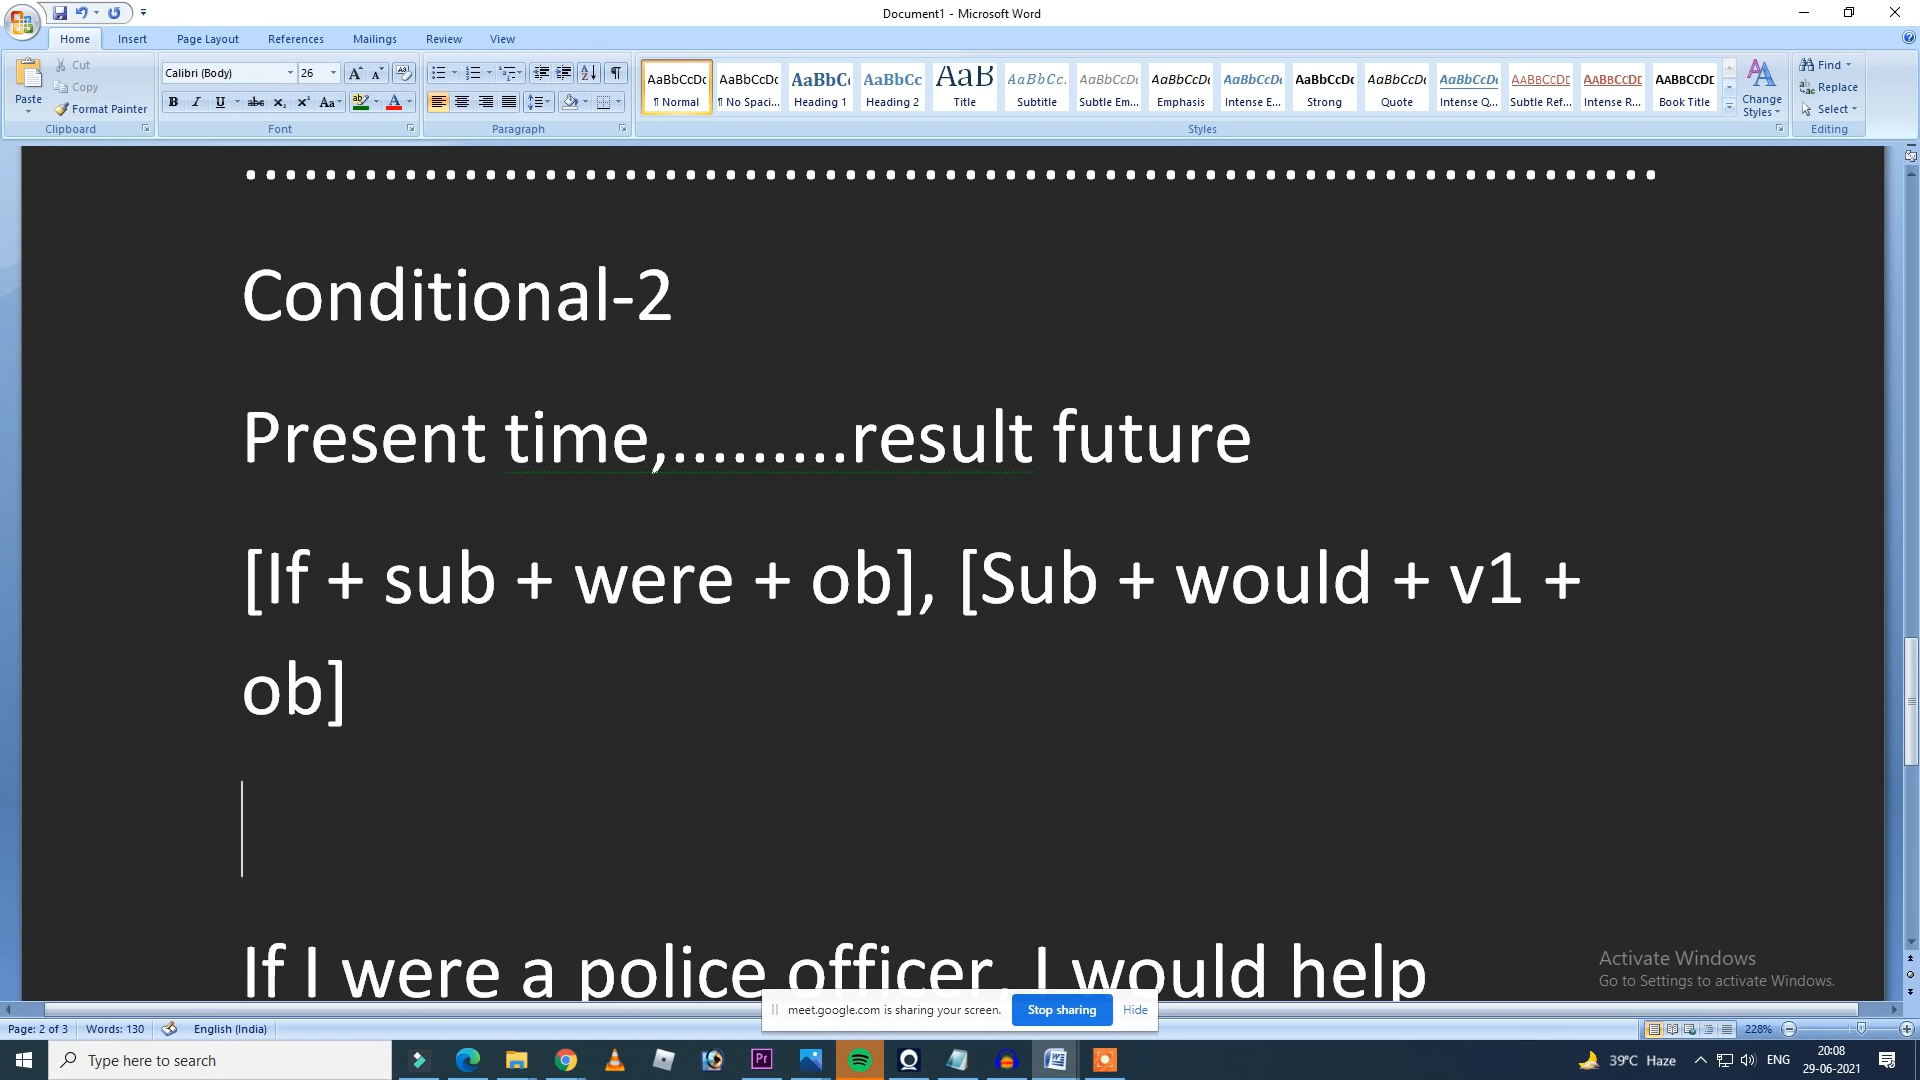 Document1 - Microsoft Word
Home Insert Page Layout References Mailings Review View
Paste
Cut
Copy
Format Painter
Clipboard
Calibri (Body) 26
Font
Paragraph
AaBbCcDc ¶ Normal
AaBbCcDc ¶ No Spaci...
AaBbC Heading 1
AaBbCc Heading 2
AaB Title
AaBbCc. Subtitle
AaBbCcDc Subtle Em...
AaBbCcDc Emphasis
AaBbCcDc Intense E...
AaBbCcDc Strong
AaBbCcDc Quote
AaBbCcDc Intense Q...
AABBCCDC Subtle Ref...
AABBCCDC Intense R...
AABBCCDC Book Title
Change Styles
Styles
Find
Replace
Select
Editing
.......................................................................
Conditional-2
Present time,.........result future
[If + sub + were + ob], [Sub + would + v1 +
ob]
If I were a police officer, I would help
Activate Windows
Go to Settings to activate Windows.
meet.google.com is sharing your screen. Stop sharing Hide
Page: 2 of 3 Words: 130 English (India) 228%
Type here to search
39°C Haze ENG 20:08
29-06-2021